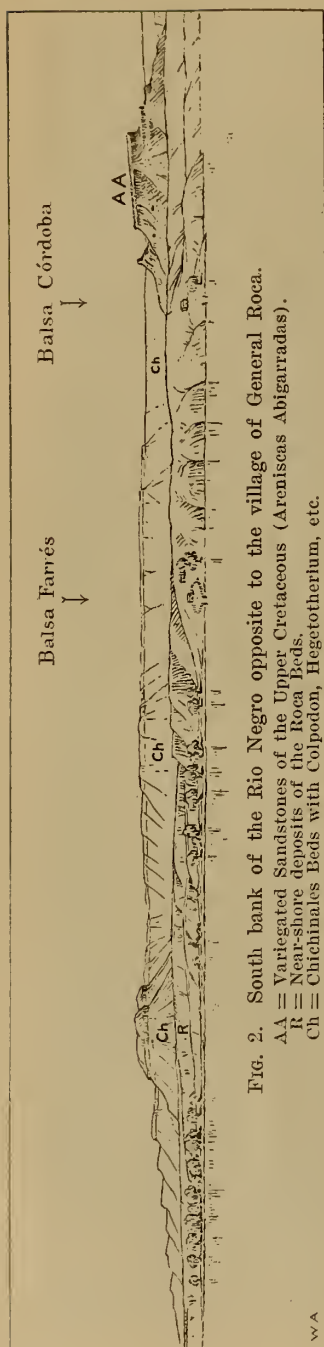 Balsa Farrés
Balsa Córdoba
AA
Ch
Ch
Ch
R
FIG. 2. South bank of the Rio Negro opposite to the village of General Roca.
AA = Variegated Sandstones of the Upper Cretaceous (Areniscas Abigarradas).
R = Near-shore deposits of the Roca Beds.
Ch = Chichinales Beds with Colpodon, Hegetotherium, etc.
WA